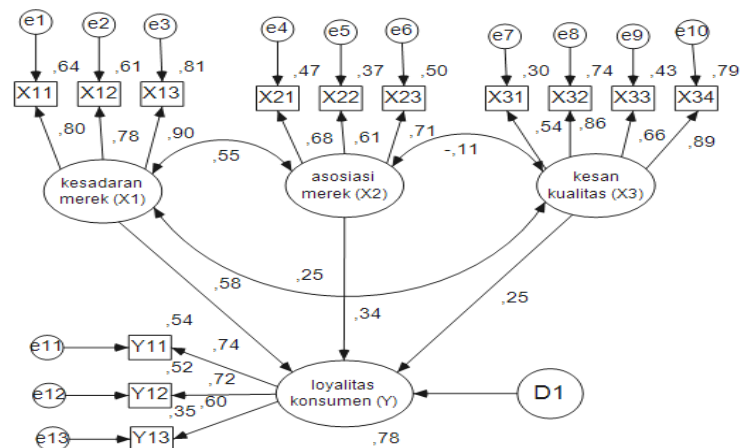 e1 e2 e3 e4 e5 e6 e7 e8 e9 e10
,64 ,61 ,81 ,47 ,37 ,50 ,30 ,74 ,43 ,79
X11 X12 X13 X21 X22 X23 X31 X32 X33 X34
,80 ,78 ,90 ,68 ,61 ,71 ,54 ,86 ,66 ,89
,55 -,11
kesadaran
merek (X1)
asosiasi
merek (X2)
kesan
kualitas (X3)
,58 ,25 ,25
,34
,54
e11 Y11 ,74
,52
e12 Y12 ,72
,35 ,60
e13 Y13
loyalitas
konsumen (Y)
D1
,78